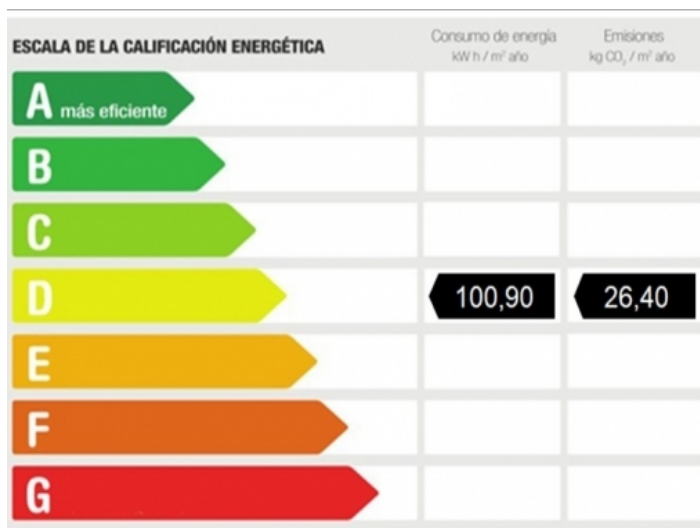 ESCALA DE LA CALIFICACIÓN ENERGÉTICA
Consumo de energía
kW h / m² año
Emisiones
kg CO₂ / m² año
A más eficiente
B
C
D 100,90 26,40
E
F
G